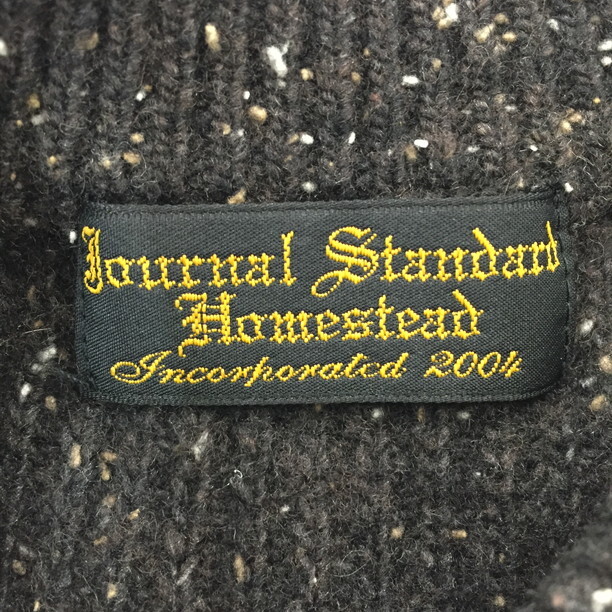 Journal Standard
Homestead
Incorporated 2004